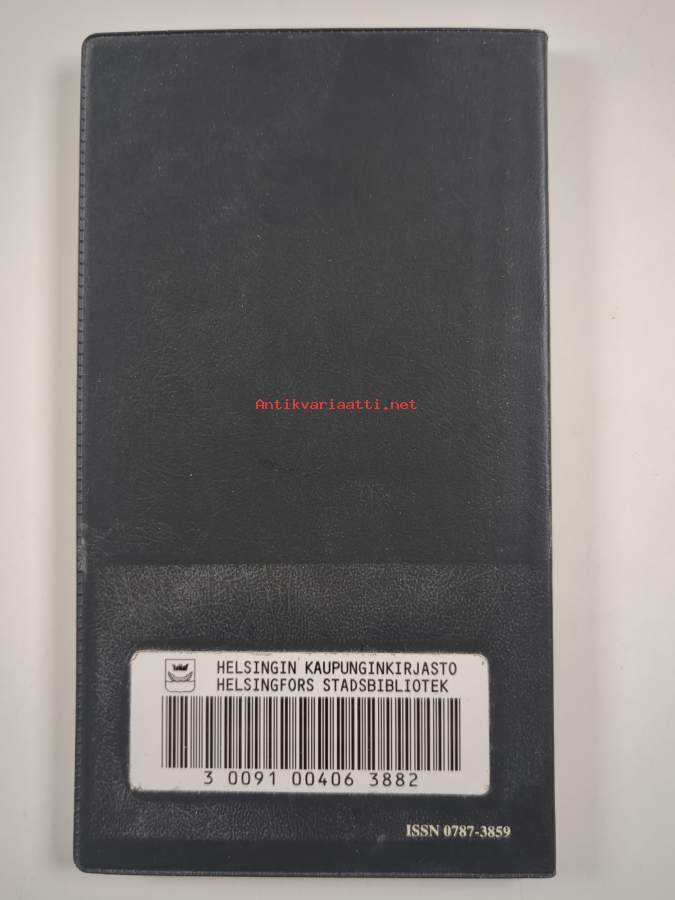 Antikvariaatti.net
HELSINGIN KAUPUNGINKIRJASTO
HELSINGFORS STADSBIBLIOTEK
3 0091 00406 3882
ISSN 0787-3859